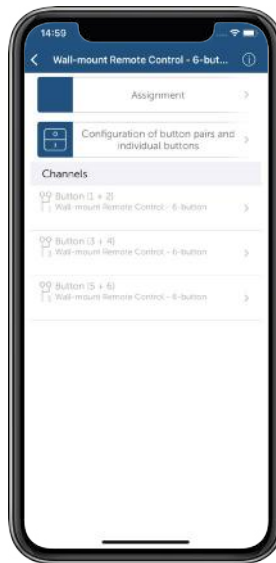 14:59
Wall-mount Remote Control - 6-but...
Assignment
Configuration of button pairs and
individual buttons
Channels
Button (1 + 2)
Wall-mount Remote Control - 6-button
Button (3 + 4)
Wall-mount Remote Control - 6-button
Button (5 + 6)
Wall-mount Remote Control - 6-button